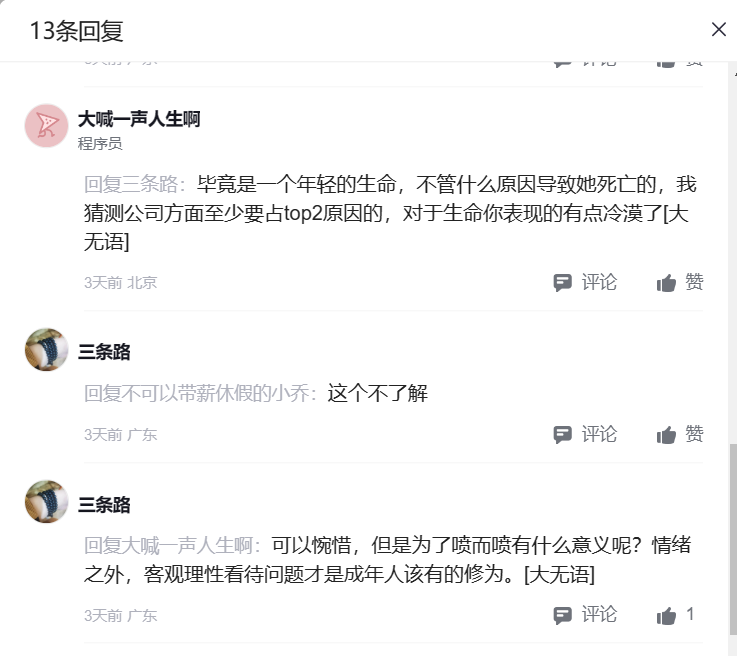 13条回复
大喊一声人生啊
程序员
回复三条路：毕竟是一个年轻的生命，不管什么原因导致她死亡的，我
猜测公司方面至少要占top2原因的，对于生命你表现的有点冷漠了[大
无语]
3天前 北京 评论 赞
三条路
回复不可以带薪休假的小乔：这个不了解
3天前 广东 评论 赞
三条路
回复大喊一声人生啊：可以惋惜，但是为了喷而喷有什么意义呢？情绪
之外，客观理性看待问题才是成年人该有的修为。[大无语]
3天前 广东 评论 1